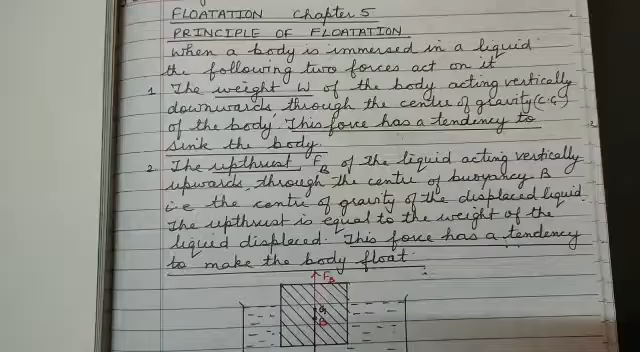 FLOATATION Chapter 5
PRINCIPLE OF FLOATATION
When a body is immersed in a liquid
the following two forces act on it
1 The weight W of the body acting vertically
downwards through the centre of gravity (C.G)
of the body. This force has a tendency to
sink the body.
2. The upthrust FB of the liquid acting vertically
upwards, through the centre of buoyancy B
i.e the centre of gravity of the displaced liquid.
The upthrust is equal to the weight of the
liquid displaced. This force has a tendency
to make the body float.
FB
G
B